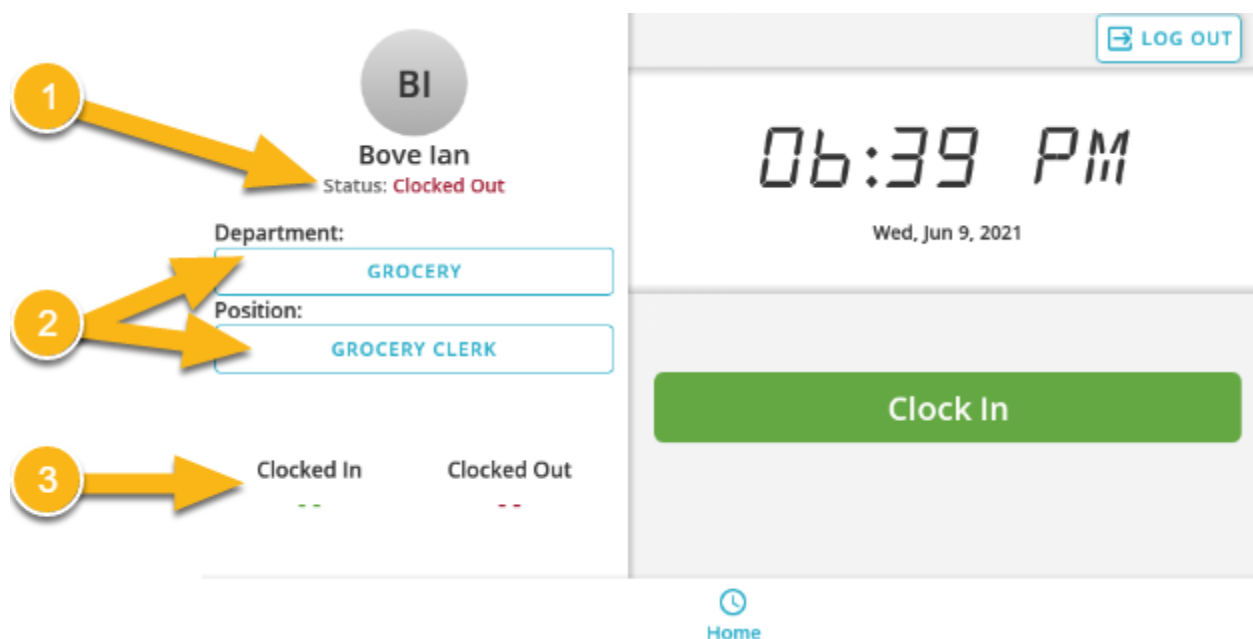 1
BI
Bove Ian
Status: Clocked Out
Department:
GROCERY
2
Position:
GROCERY CLERK
3
Clocked In Clocked Out
-- --
LOG OUT
06:39 PM
Wed, Jun 9, 2021
Clock In
Home